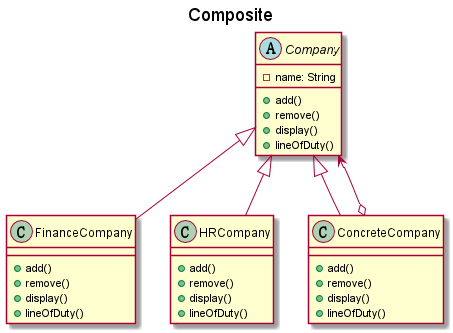 Composite
A Company
name: String
add()
remove()
display()
lineOfDuty()
C FinanceCompany
add()
remove()
display()
lineOfDuty()
C HRCompany
add()
remove()
display()
lineOfDuty()
C ConcreteCompany
add()
remove()
display()
lineOfDuty()